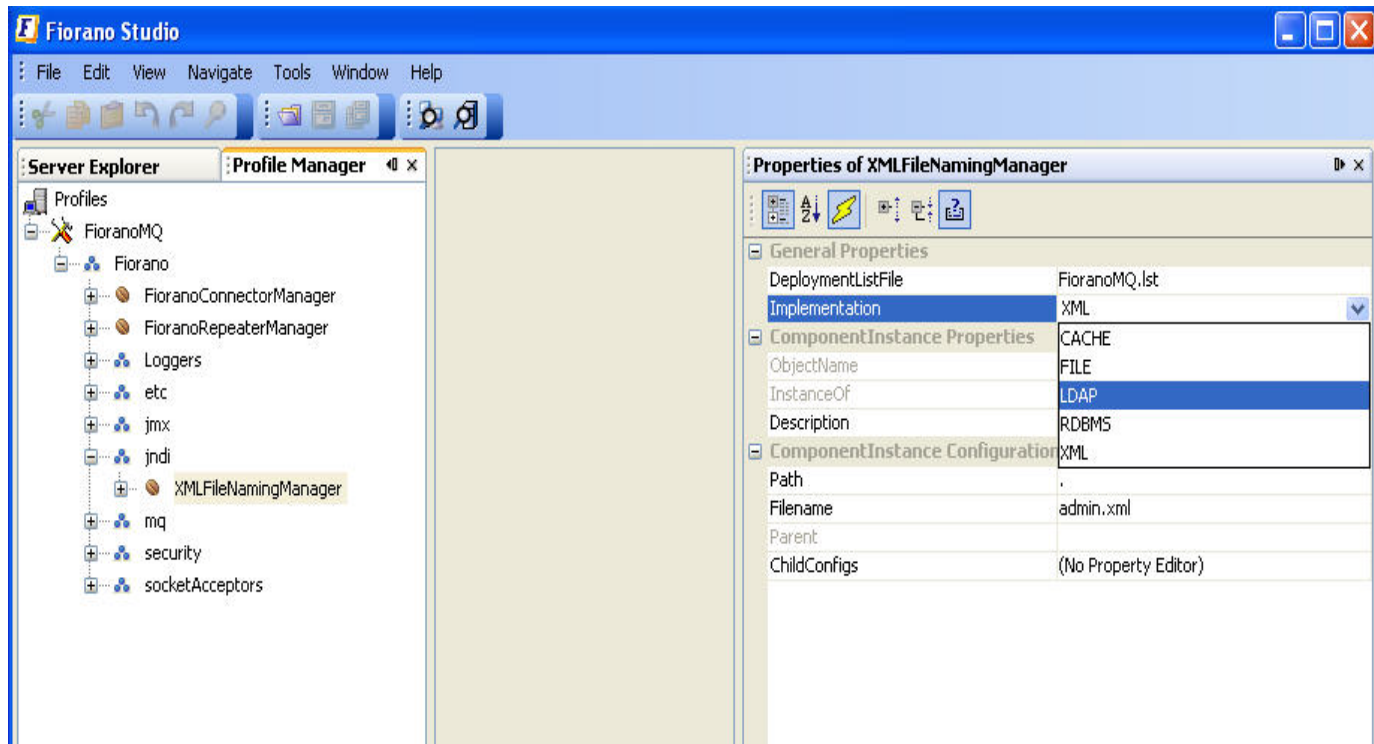 Fiorano Studio
File Edit View Navigate Tools Window Help
Server Explorer Profile Manager
Profiles
FioranoMQ
Fiorano
FioranoConnectorManager
FioranoRepeaterManager
Loggers
etc
jmx
jndi
XMLFileNamingManager
mq
security
socketAcceptors
Properties of XMLFileNamingManager
General Properties
DeploymentListFile FioranoMQ.lst
Implementation XML
ComponentInstance Properties CACHE
ObjectName FILE
InstanceOf LDAP
Description RDBMS
ComponentInstance Configuration XML
Path .
Filename admin.xml
Parent
ChildConfigs (No Property Editor)